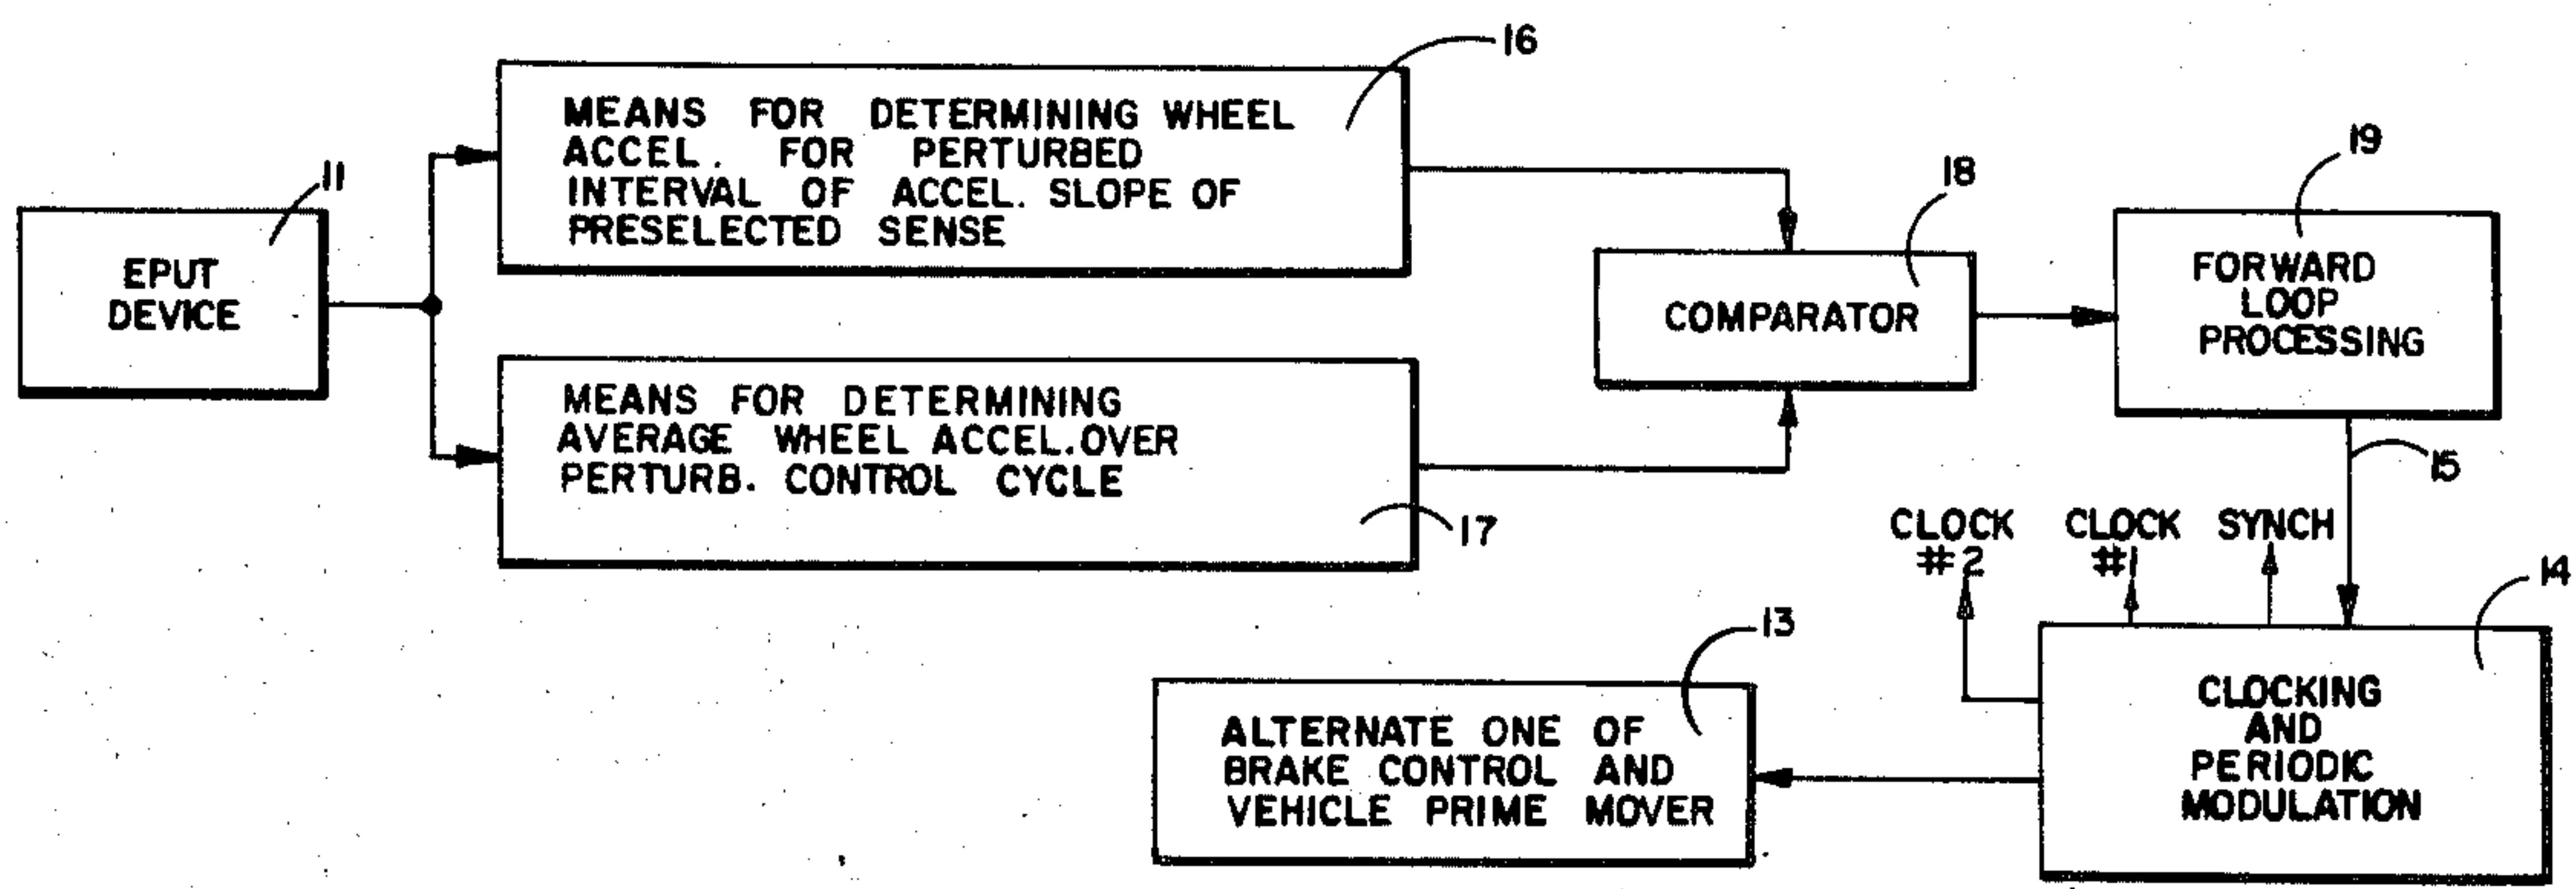 16
MEANS FOR DETERMINING WHEEL
ACCEL. FOR PERTURBED
INTERVAL OF ACCEL. SLOPE OF
PRESELECTED SENSE
11
EPUT
DEVICE
MEANS FOR DETERMINING
AVERAGE WHEEL ACCEL. OVER
PERTURB. CONTROL CYCLE
17
18
COMPARATOR
19
FORWARD
LOOP
PROCESSING
15
CLOCK
#2
CLOCK
#1
SYNCH
14
CLOCKING
AND
PERIODIC
MODULATION
13
ALTERNATE ONE OF
BRAKE CONTROL AND
VEHICLE PRIME MOVER